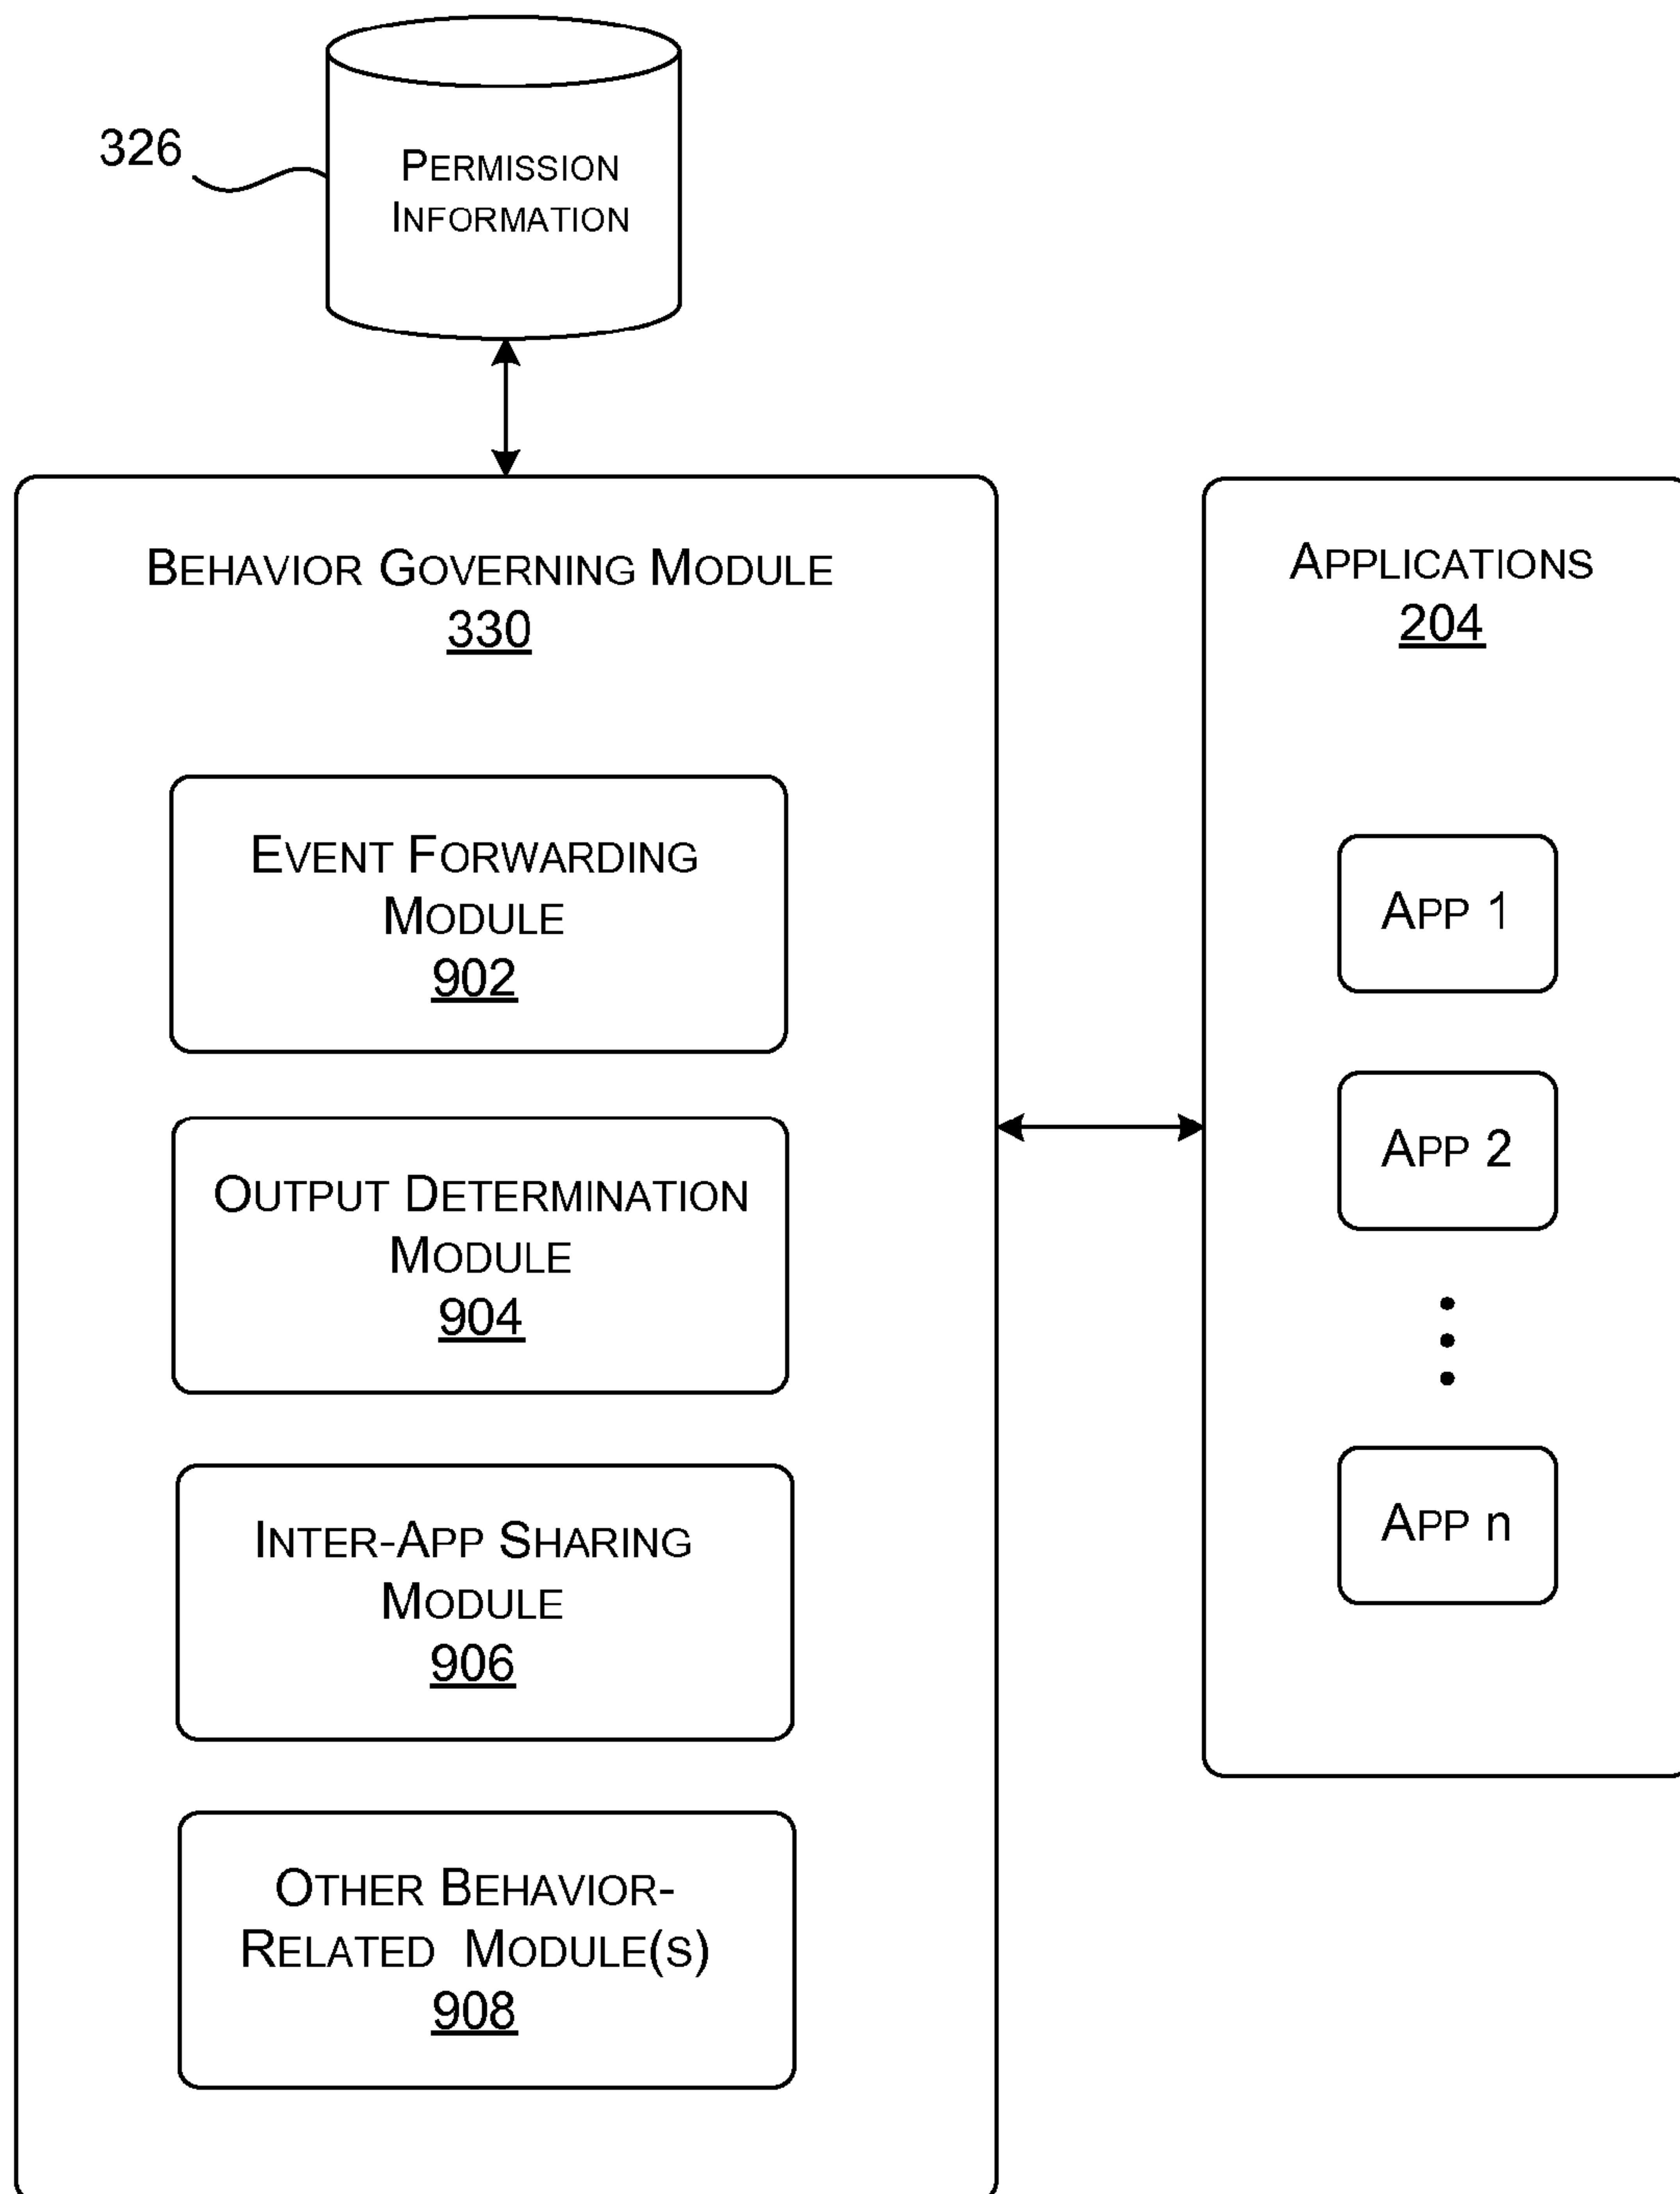 326
PERMISSION
INFORMATION
BEHAVIOR GOVERNING MODULE
330
EVENT FORWARDING
MODULE
902
OUTPUT DETERMINATION
MODULE
904
INTER-APP SHARING
MODULE
906
OTHER BEHAVIOR-
RELATED MODULE(S)
908
APPLICATIONS
204
APP 1
APP 2
APP n